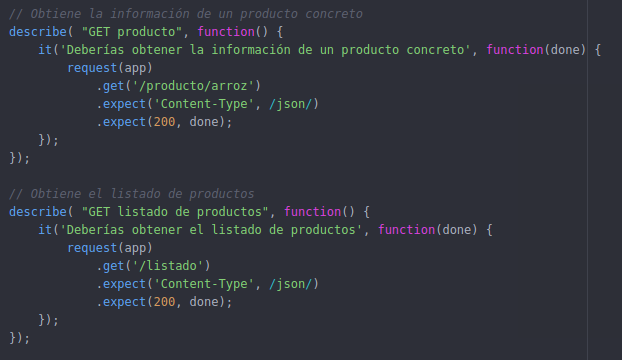 // Obtiene la información de un producto concreto
describe( "GET producto", function() {
    it('Deberías obtener la información de un producto concreto', function(done) {
        request(app)
            .get('/producto/arroz')
            .expect('Content-Type', /json/)
            .expect(200, done);
    });
});

// Obtiene el listado de productos
describe( "GET listado de productos", function() {
    it('Deberías obtener el listado de productos', function(done) {
        request(app)
            .get('/listado')
            .expect('Content-Type', /json/)
            .expect(200, done);
    });
});